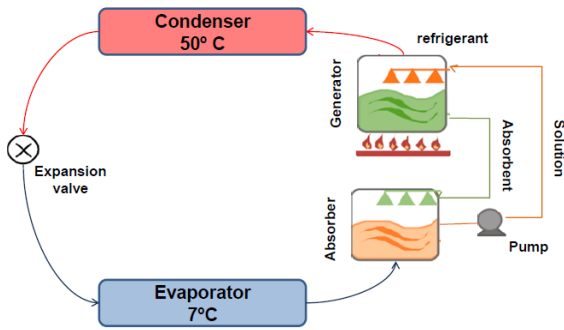 Condenser
50º C
refrigerant
Generator
Absorbent
Solution
Expansion
valve
Absorber
Pump
Evaporator
7ºC